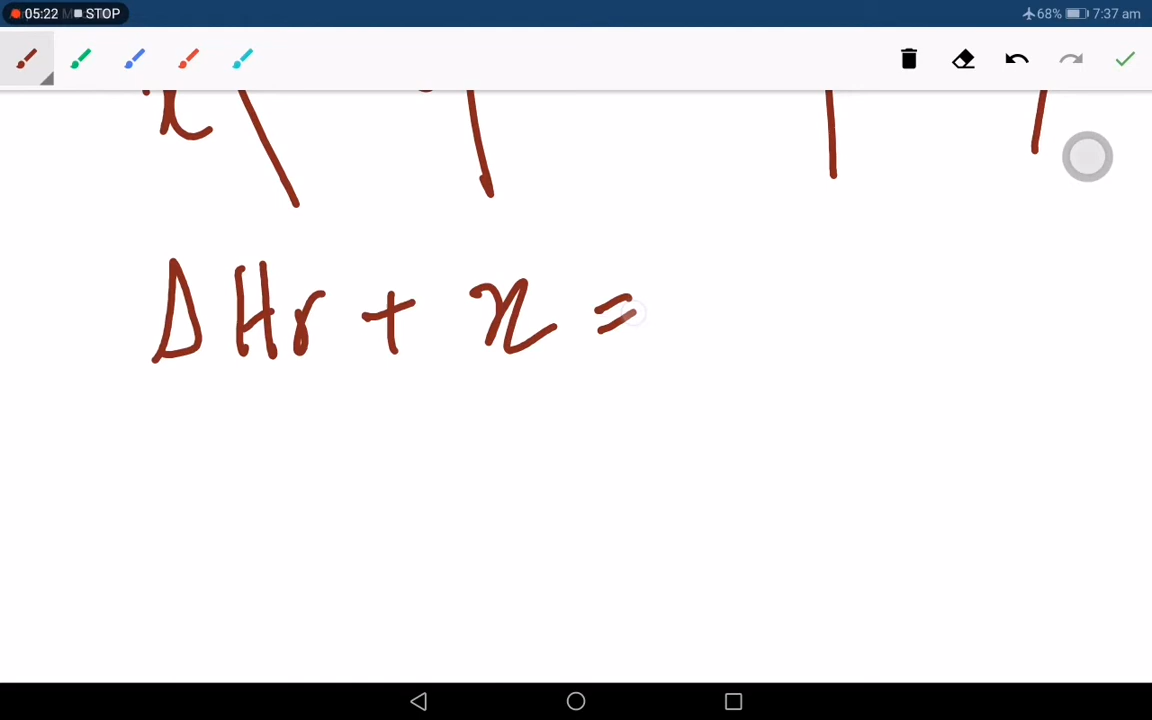 05:22 STOP 68% 7:37 am
x
ΔHr + x =